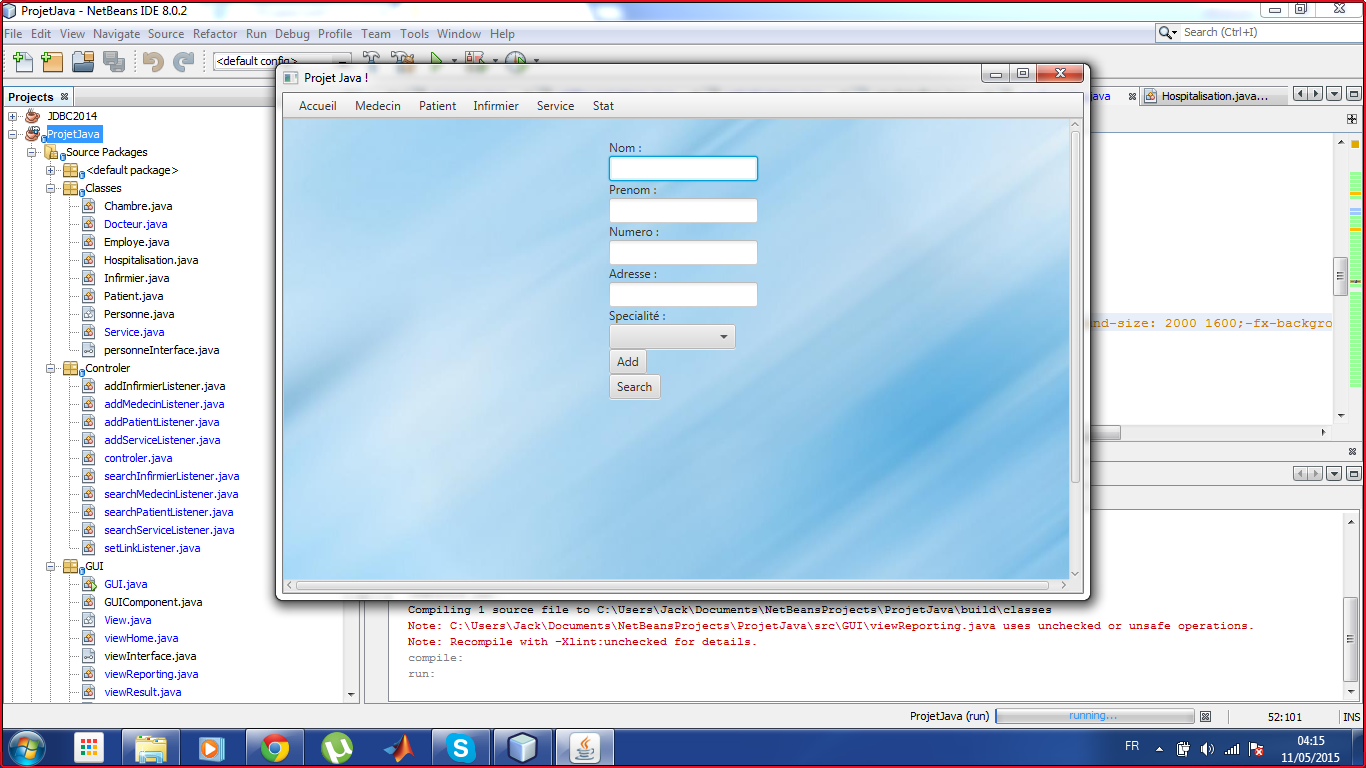 ProjetJava - NetBeans IDE 8.0.2
File Edit View Navigate Source Refactor Run Debug Profile Team Tools Window Help
Search (Ctrl+I)
<default config>
Projects
Hospitalisation.java...
JDBC2014
ProjetJava
Source Packages
<default package>
Classes
Chambre.java
Docteur.java
Employe.java
Hospitalisation.java
Infirmier.java
Patient.java
Personne.java
Service.java
personneInterface.java
Controler
addInfirmierListener.java
addMedecinListener.java
addPatientListener.java
addServiceListener.java
controler.java
searchInfirmierListener.java
searchMedecinListener.java
searchPatientListener.java
searchServiceListener.java
setLinkListener.java
GUI
GUI.java
GUIComponent.java
View.java
viewHome.java
viewInterface.java
viewReporting.java
viewResult.java
Projet Java !
Accueil Medecin Patient Infirmier Service Stat
Nom :
Prenom :
Numero :
Adresse :
Specialité :
Add
Search
nd-size: 2000 1600;-fx-backgro
Compiling 1 source file to C:\Users\Jack\Documents\NetBeansProjects\ProjetJava\build\classes
Note: C:\Users\Jack\Documents\NetBeansProjects\ProjetJava\src\GUI\viewReporting.java uses unchecked or unsafe operations.
Note: Recompile with -Xlint:unchecked for details.
compile:
run:
ProjetJava (run) running... 52:101 INS
FR
04:15
11/05/2015